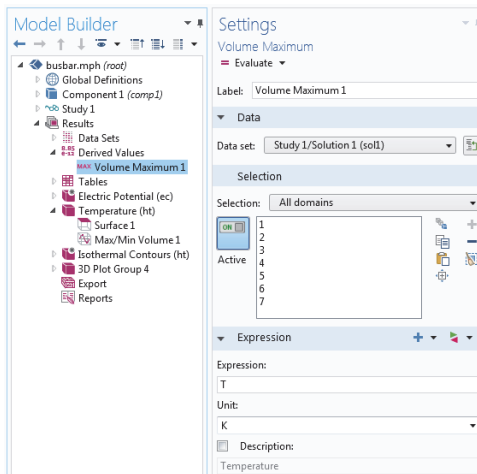 Model Builder
busbar.mph (root)
Global Definitions
Component 1 (comp1)
Study 1
Results
Data Sets
8.85
e-12
Derived Values
MAX Volume Maximum 1
Tables
Electric Potential (ec)
Temperature (ht)
Surface 1
Max/Min Volume 1
Isothermal Contours (ht)
3D Plot Group 4
Export
Reports
Settings
Volume Maximum
= Evaluate
Label: Volume Maximum 1
Data
Data set: Study 1/Solution 1 (sol1)
Selection
Selection: All domains
ON
Active
1
2
3
4
5
6
7
Expression
Expression:
T
Unit:
K
Description:
Temperature